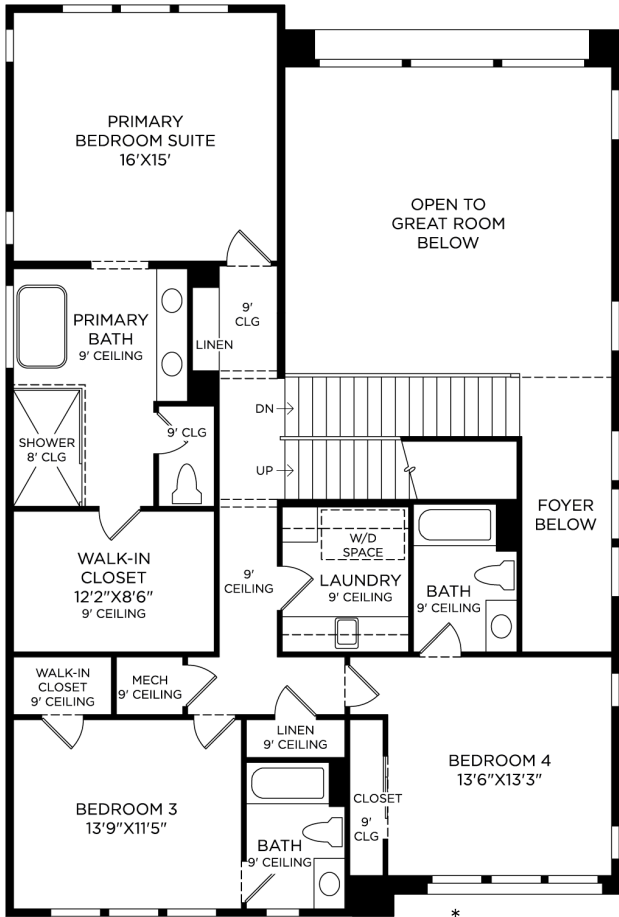 PRIMARY
BEDROOM SUITE
16'X15'
OPEN TO
GREAT ROOM
BELOW
9'
CLG
PRIMARY
BATH
9' CEILING
LINEN
DN
9' CLG
SHOWER
8' CLG
UP
FOYER
BELOW
W/D
SPACE
WALK-IN
CLOSET
12'2"X8'6"
9' CEILING
9'
CEILING
LAUNDRY
9' CEILING
BATH
9' CEILING
WALK-IN
CLOSET
9' CEILING
MECH
9' CEILING
LINEN
9' CEILING
BEDROOM 4
13'6"X13'3"
BEDROOM 3
13'9"X11'5"
CLOSET
9'
CLG
BATH
9' CEILING
*